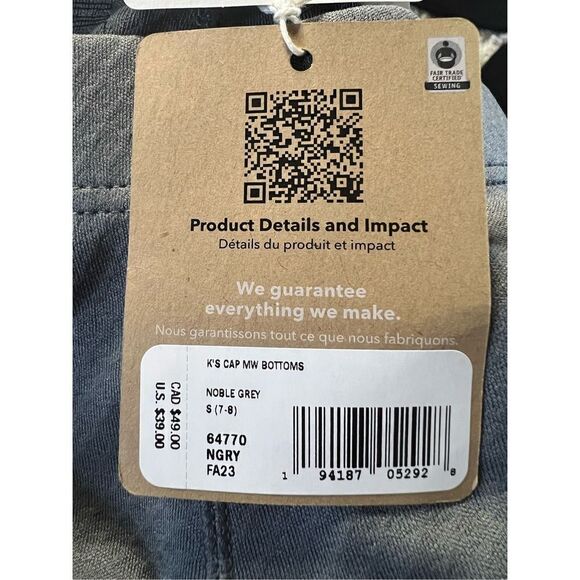 FAIR TRADE
CERTIFIED
SEWING
Product Details and Impact
Détails du produit et impact
We guarantee
everything we make.
Nous garantissons tout ce que nous fabriquons.
K'S CAP MW BOTTOMS
NOBLE GREY
S (7-8)
64770
NGRY
FA23
CAD $49.00
U.S. $39.00
1 94187 05292 8